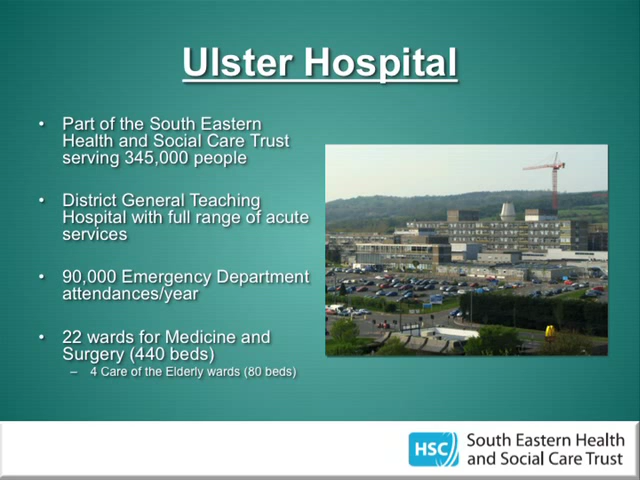 Ulster Hospital
• Part of the South Eastern
Health and Social Care Trust
serving 345,000 people
• District General Teaching
Hospital with full range of acute
services
• 90,000 Emergency Department
attendances/year
• 22 wards for Medicine and
Surgery (440 beds)
– 4 Care of the Elderly wards (80 beds)
HSC South Eastern Health
and Social Care Trust